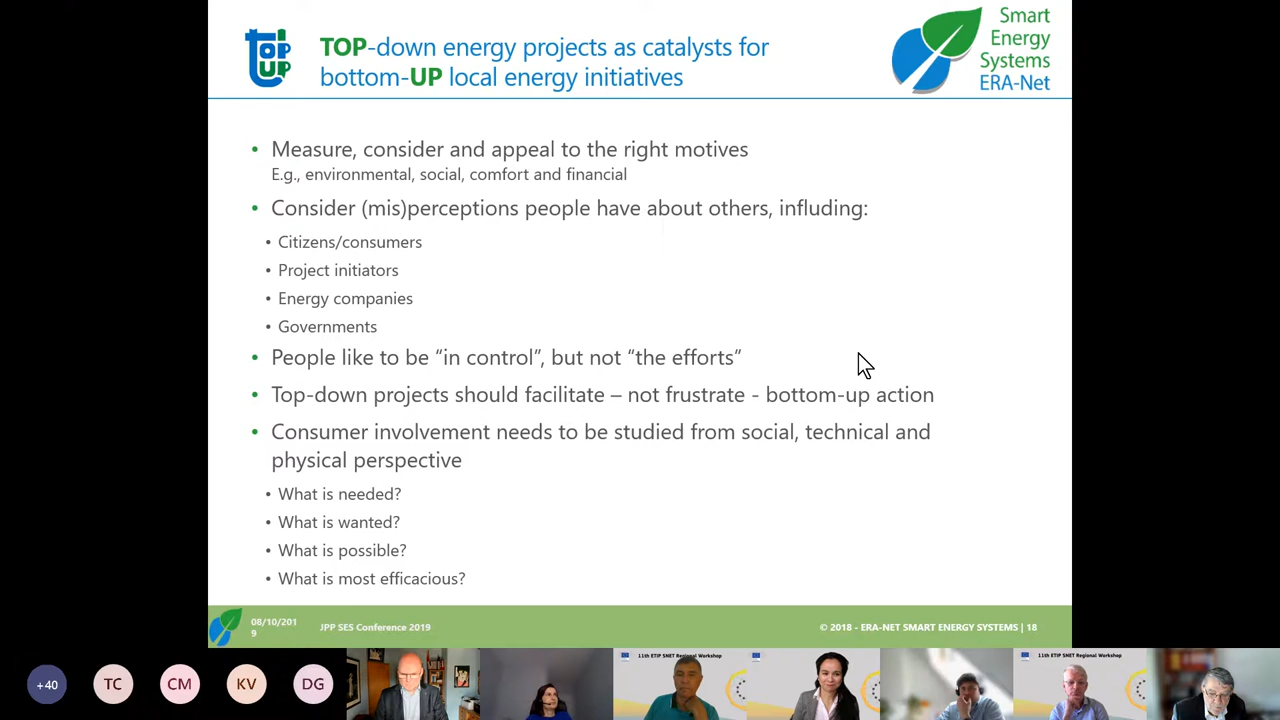 TOP UP
TOP-down energy projects as catalysts for
bottom-UP local energy initiatives
Smart
Energy
Systems
ERA-Net
• Measure, consider and appeal to the right motives
E.g., environmental, social, comfort and financial
• Consider (mis)perceptions people have about others, influding:
• Citizens/consumers
• Project initiators
• Energy companies
• Governments
• People like to be “in control”, but not “the efforts”
• Top-down projects should facilitate – not frustrate - bottom-up action
• Consumer involvement needs to be studied from social, technical and
physical perspective
• What is needed?
• What is wanted?
• What is possible?
• What is most efficacious?
08/10/201
9
JPP SES Conference 2019
© 2018 - ERA-NET SMART ENERGY SYSTEMS | 18
+40
TC
CM
KV
DG
11th ETIP SNET Regional Workshop
11th ETIP SNET Regional Workshop